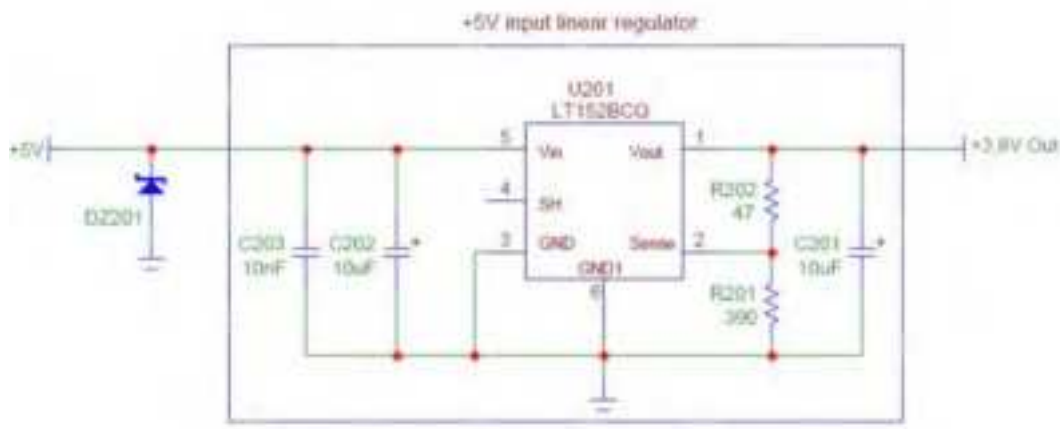 +5V input linear regulator
U201
LT1528CQ
+5V
5
Vin
Vout
1
+3,8V Out
DZ201
4
SH
R202
47
C203
10nF
C202
10uF
+
3
GND
Sense
2
C201
10uF
+
GND1
6
R201
390